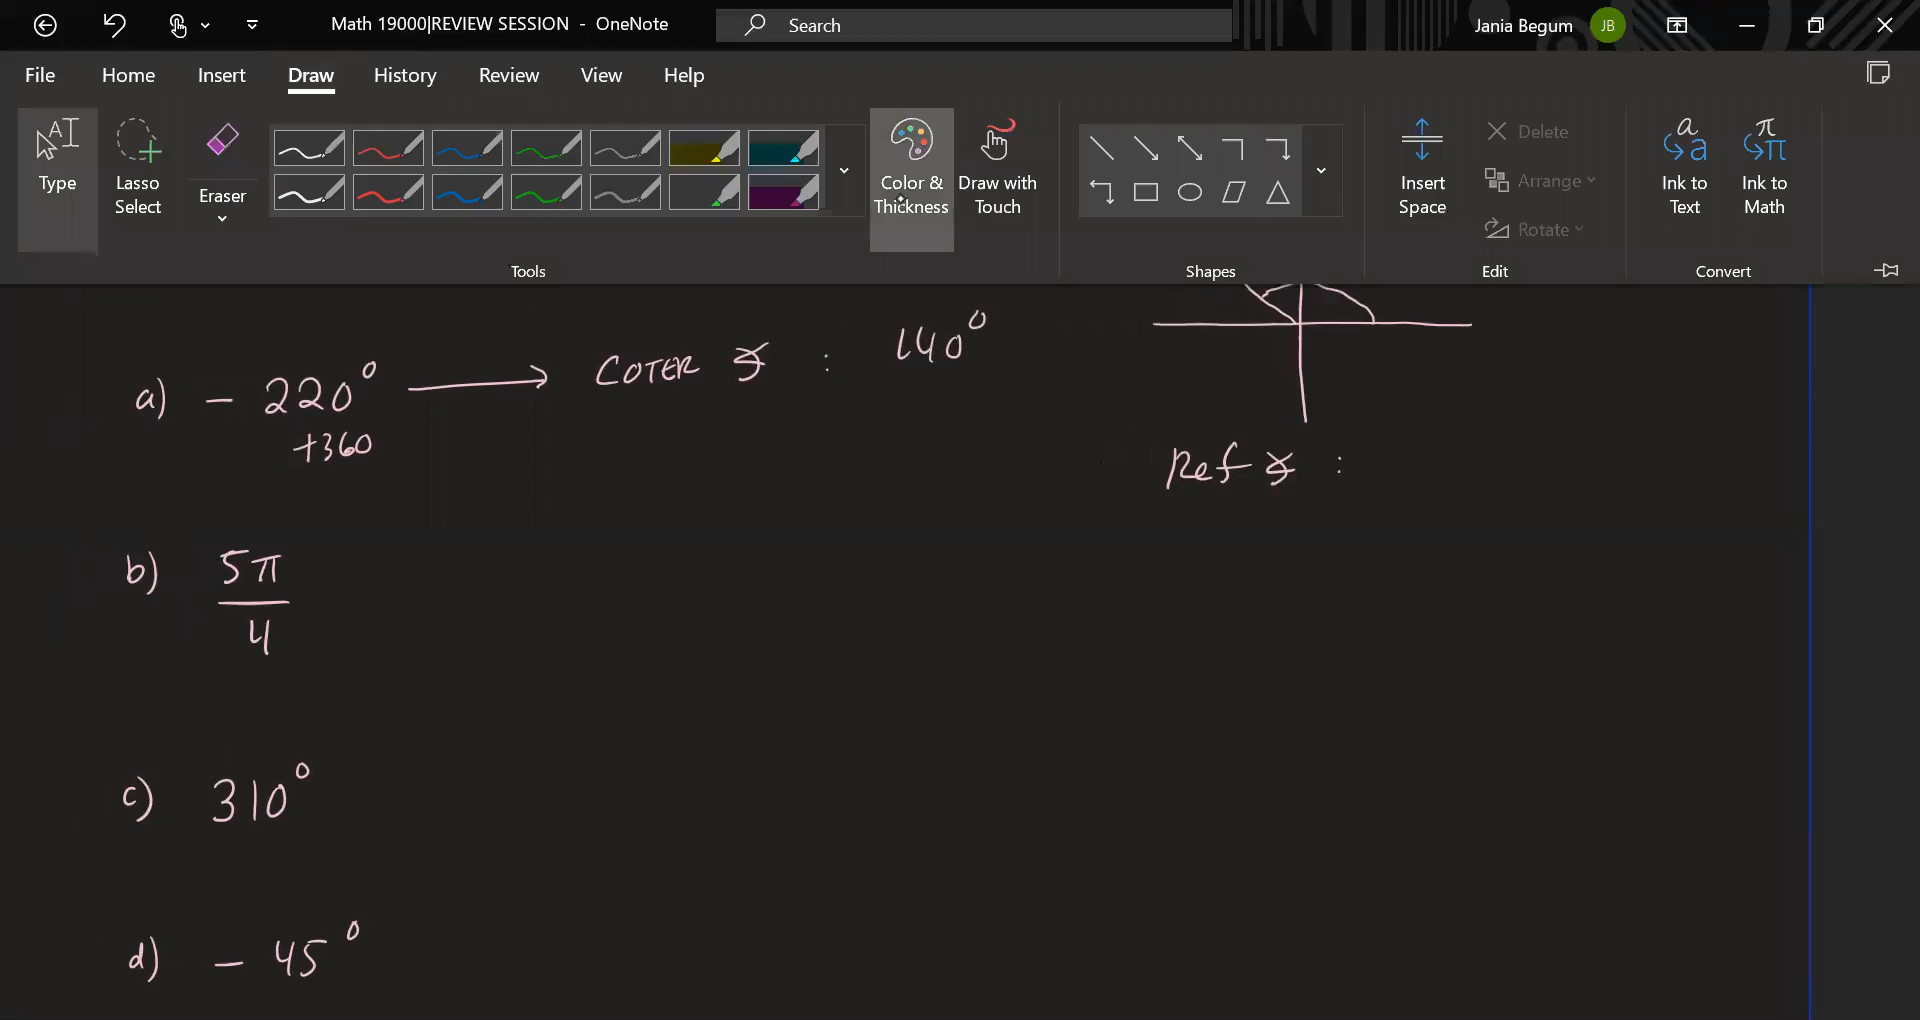 Math 19000|REVIEW SESSION - OneNote
Search
Jania Begum JB
File Home Insert Draw History Review View Help
Type
Lasso Select
Eraser
Color & Thickness
Draw with Touch
Insert Space
Delete
Arrange
Rotate
Ink to Text
Ink to Math
Tools
Shapes
Edit
Convert
a) - 220° → COTER ∡ : 140°
+360
Ref ∡ :
b) 5π
4
c) 310°
d) - 45°